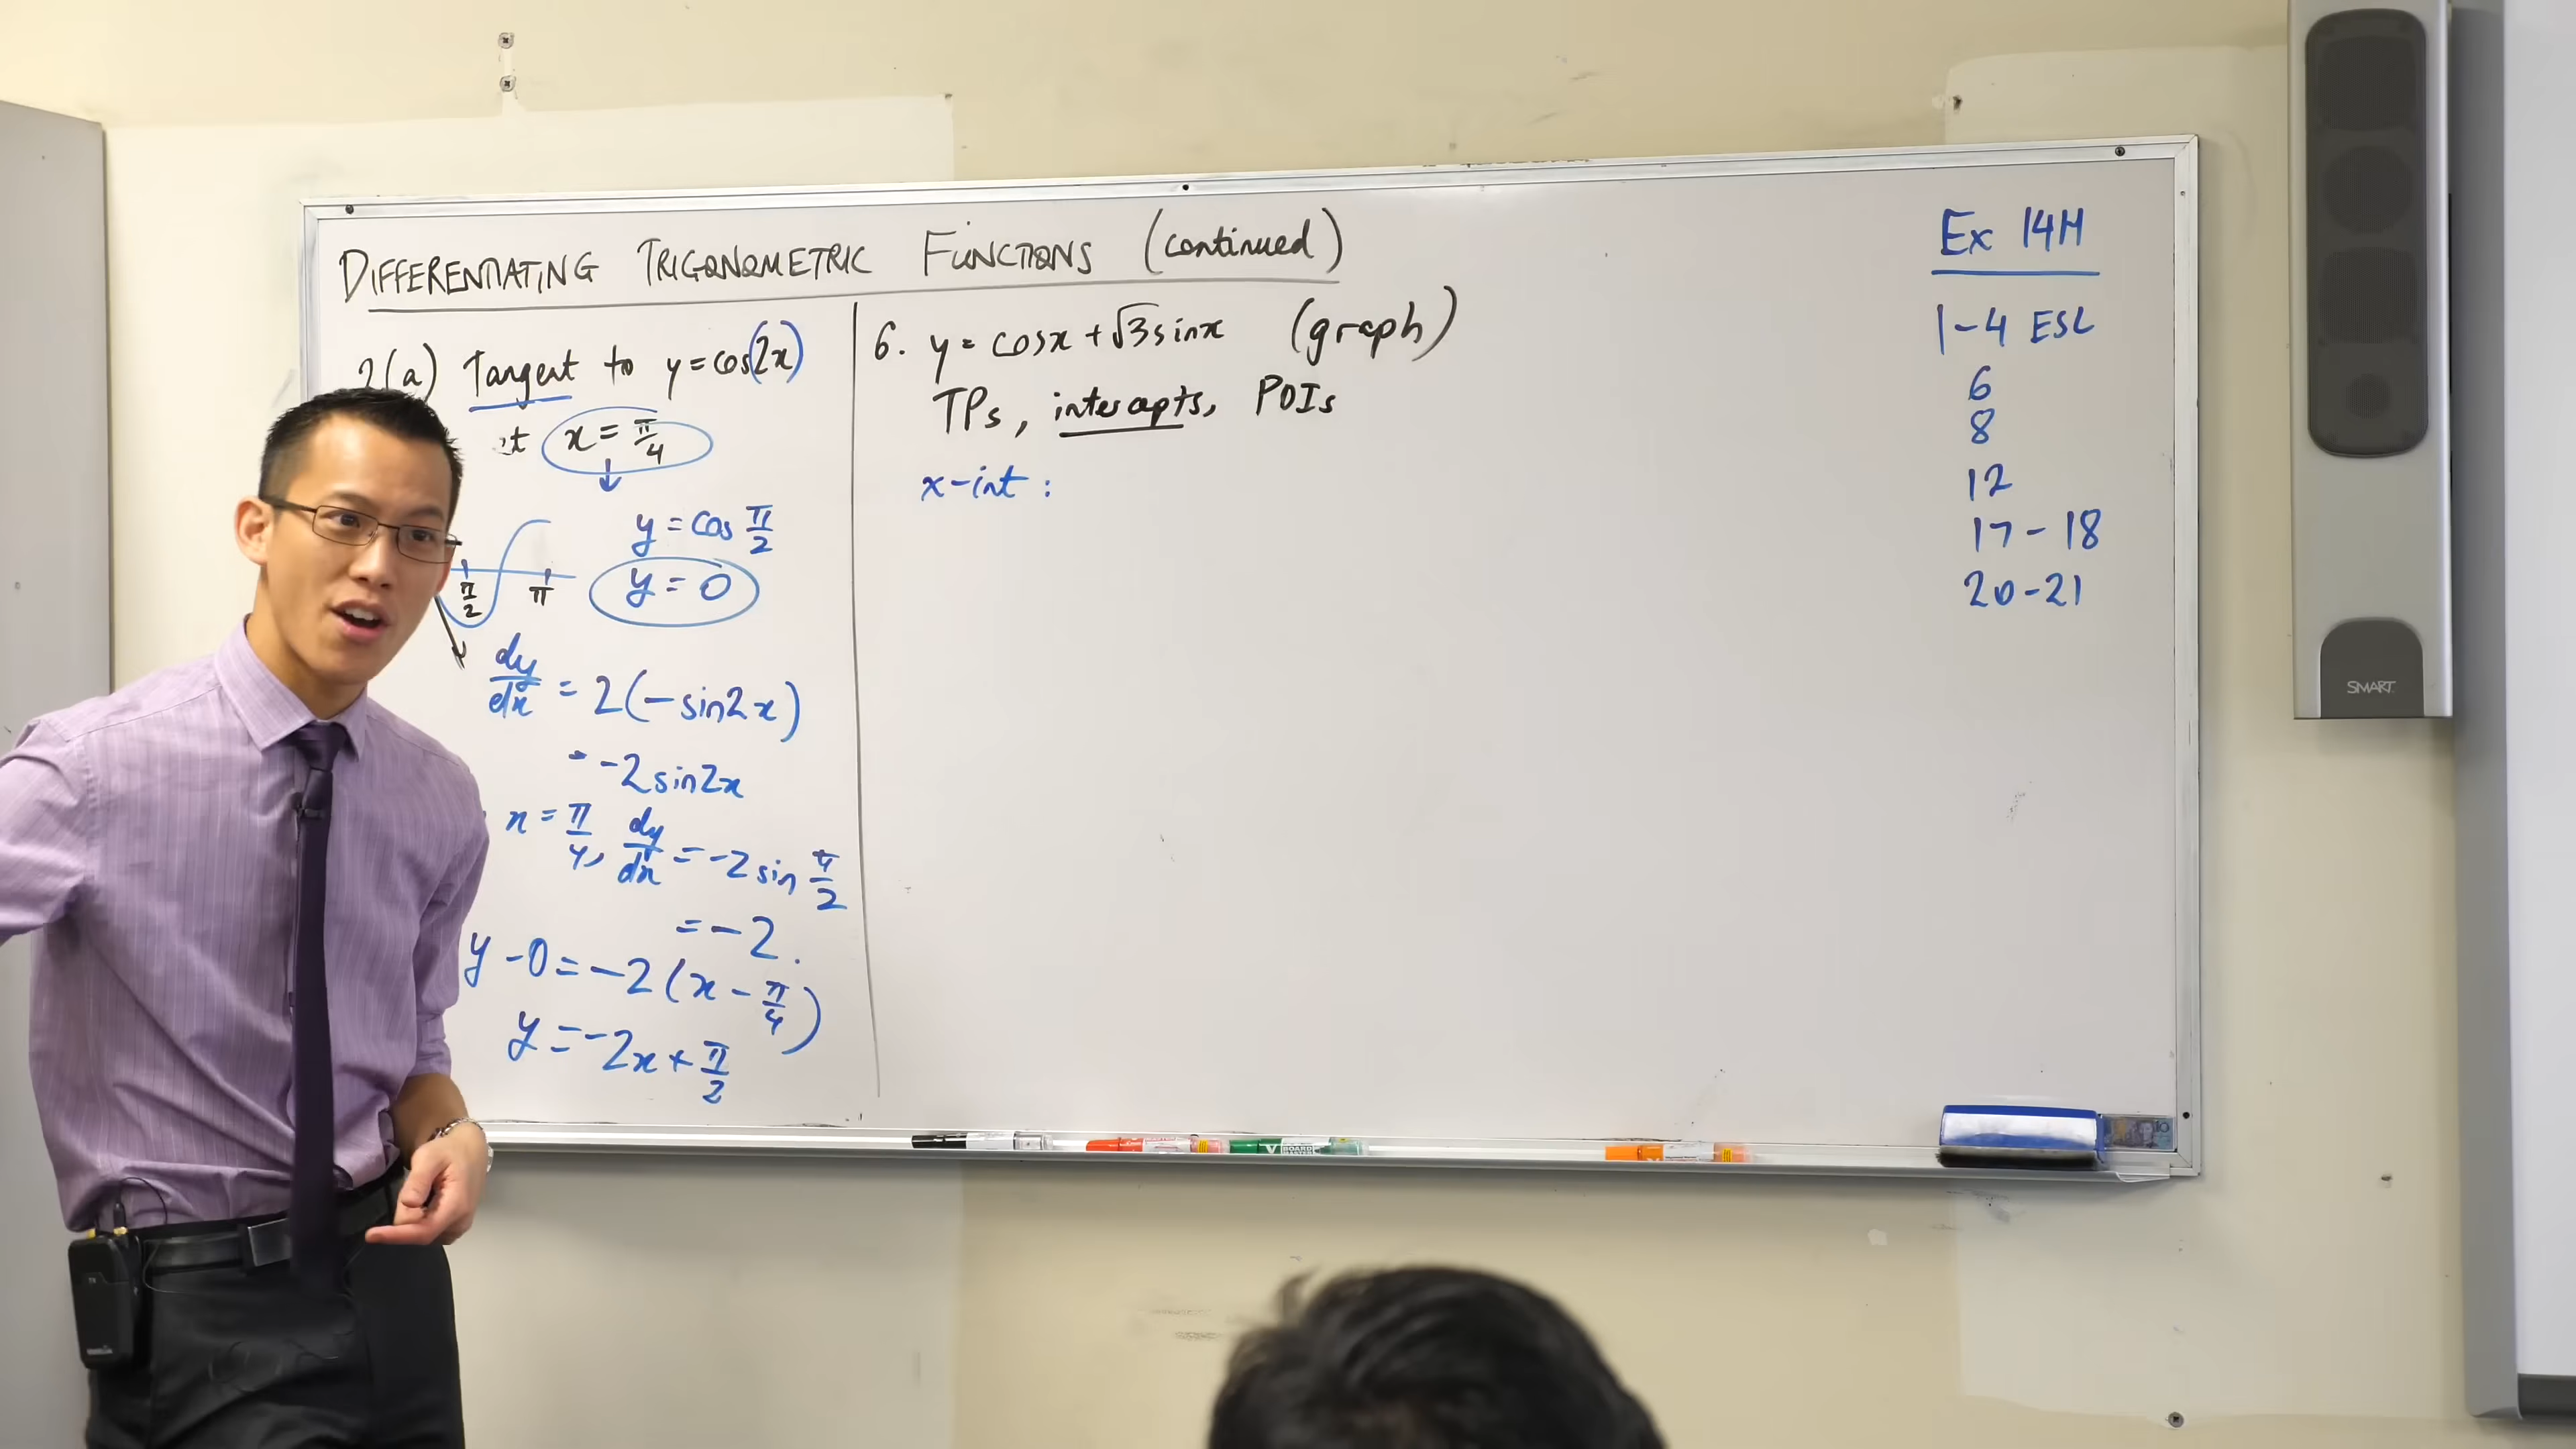 DIFFERENTIATING TRIGONOMETRIC FUNCTIONS (continued)
2(a) Tangent to y=cos(2x)
at x = π/4
y = cos π/2
y = 0
π/2 π
dy/dx = 2(-sin2x)
= -2sin2x
x = π/4, dy/dx = -2 sin π/2
= -2.
y - 0 = -2(x - π/4)
y = -2x + π/2
6. y = cosx + √3sinx (graph)
TPs, intercepts, POIs
x-int:
Ex 14H
1-4 ESL
6
8
12
17-18
20-21
SMART
10